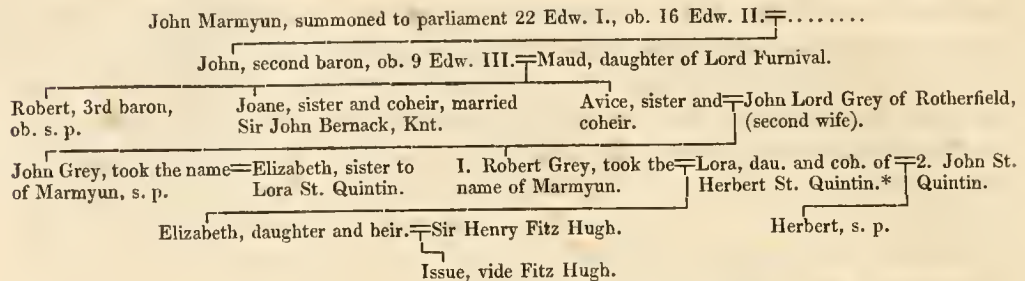 John Marmyun, summoned to parliament 22 Edw. I., ob. 16 Edw. II.=........
John, second baron, ob. 9 Edw. III.=Maud, daughter of Lord Furnival.
Robert, 3rd baron, ob. s. p.
Joane, sister and coheir, married Sir John Bernack, Knt.
Avice, sister and coheir.=John Lord Grey of Rotherfield, (second wife).
John Grey, took the name of Marmyun, s. p.=Elizabeth, sister to Lora St. Quintin.
I. Robert Grey, took the name of Marmyun.=Lora, dau. and coh. of Herbert St. Quintin.*=2. John St. Quintin.
Elizabeth, daughter and beir.=Sir Henry Fitz Hugh.
Herbert, s. p.
Issue, vide Fitz Hugh.